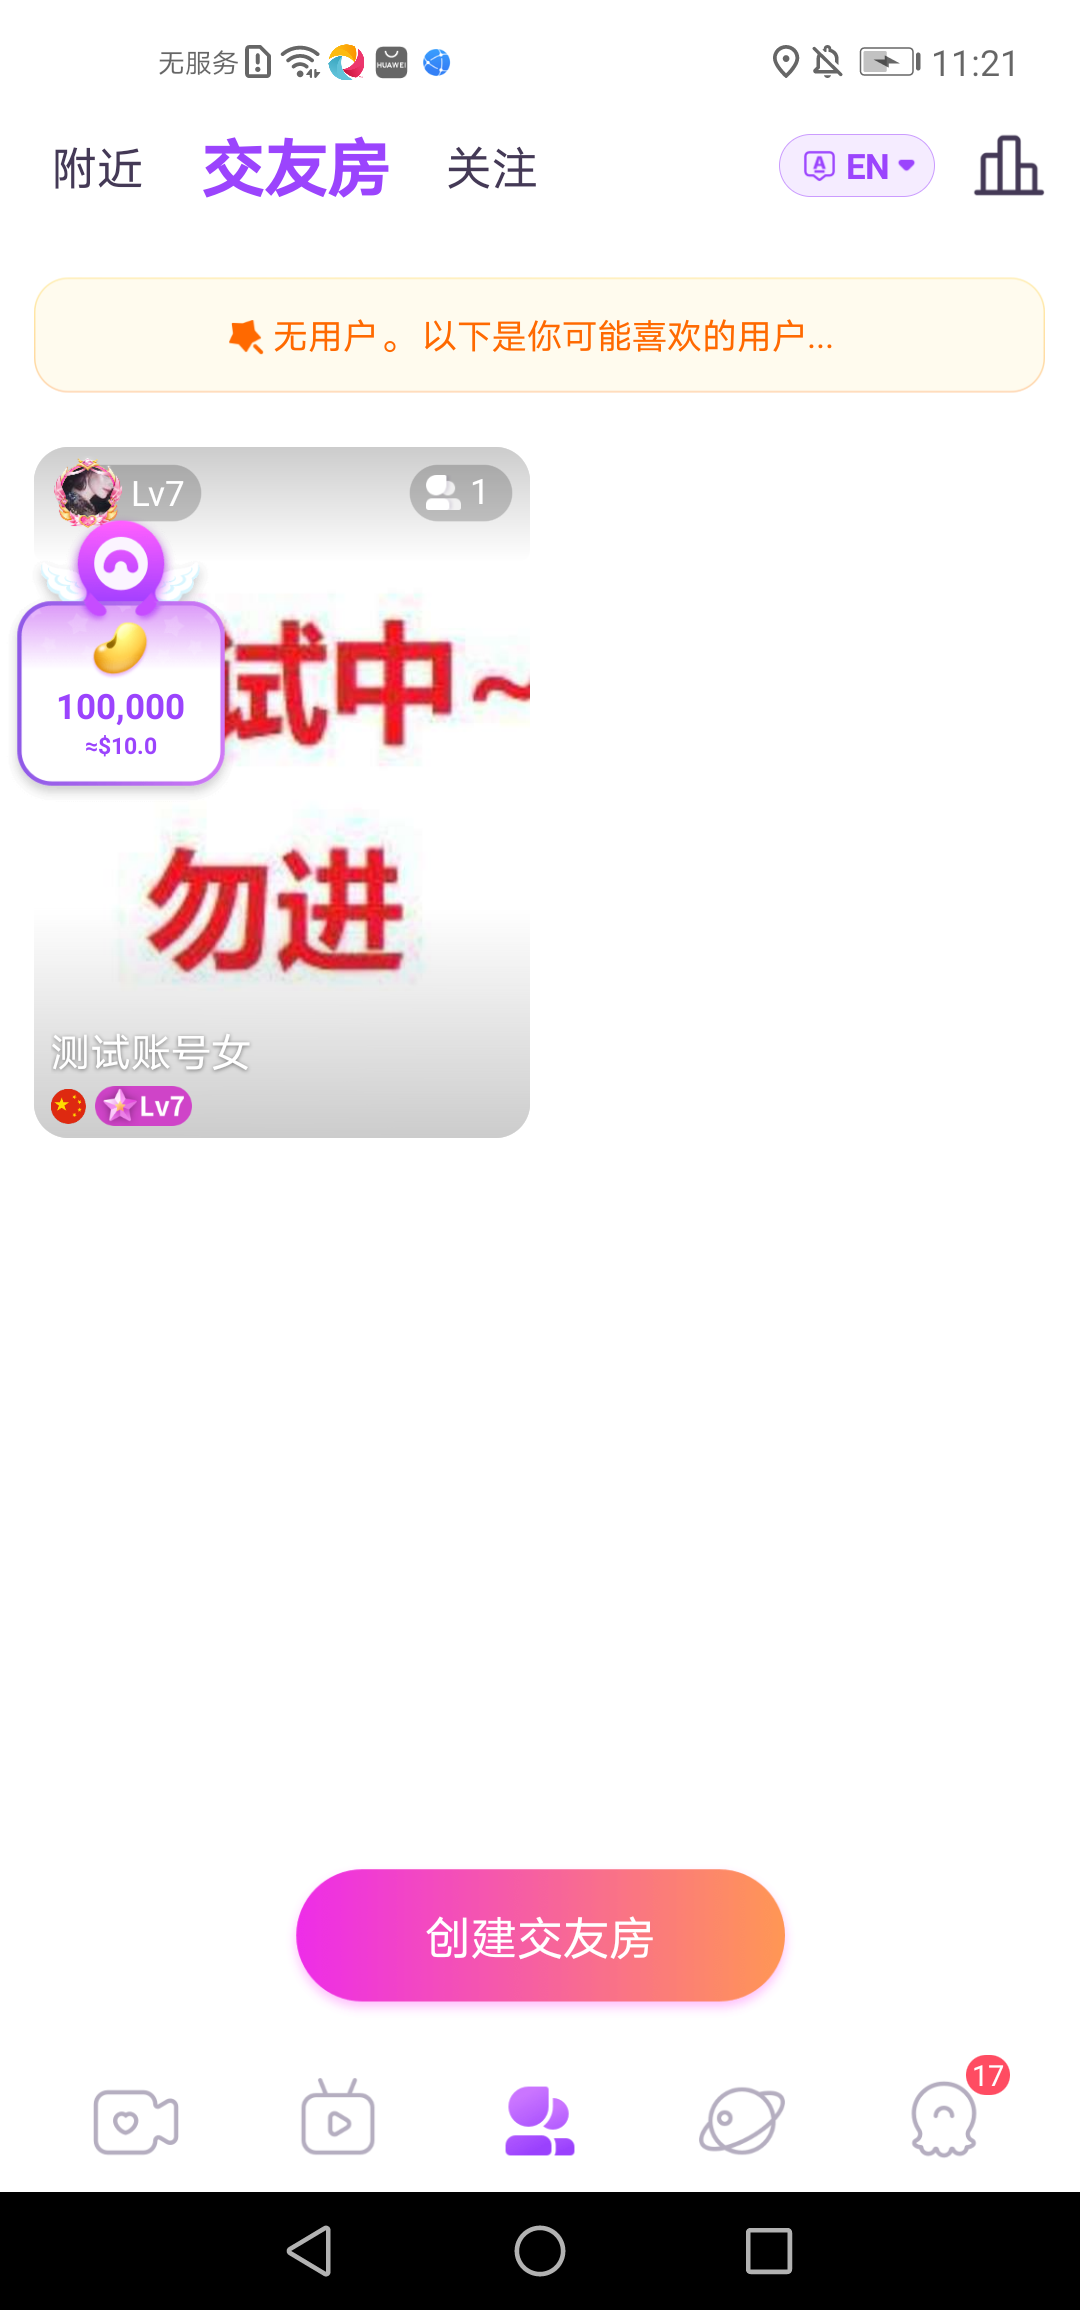 无服务 HUAWEI 11:21
附近 交友房 关注 A EN
无用户。以下是你可能喜欢的用户...
Lv7 1
试中~
100,000
≈$10.0
勿进
测试账号女
Lv7
创建交友房
17